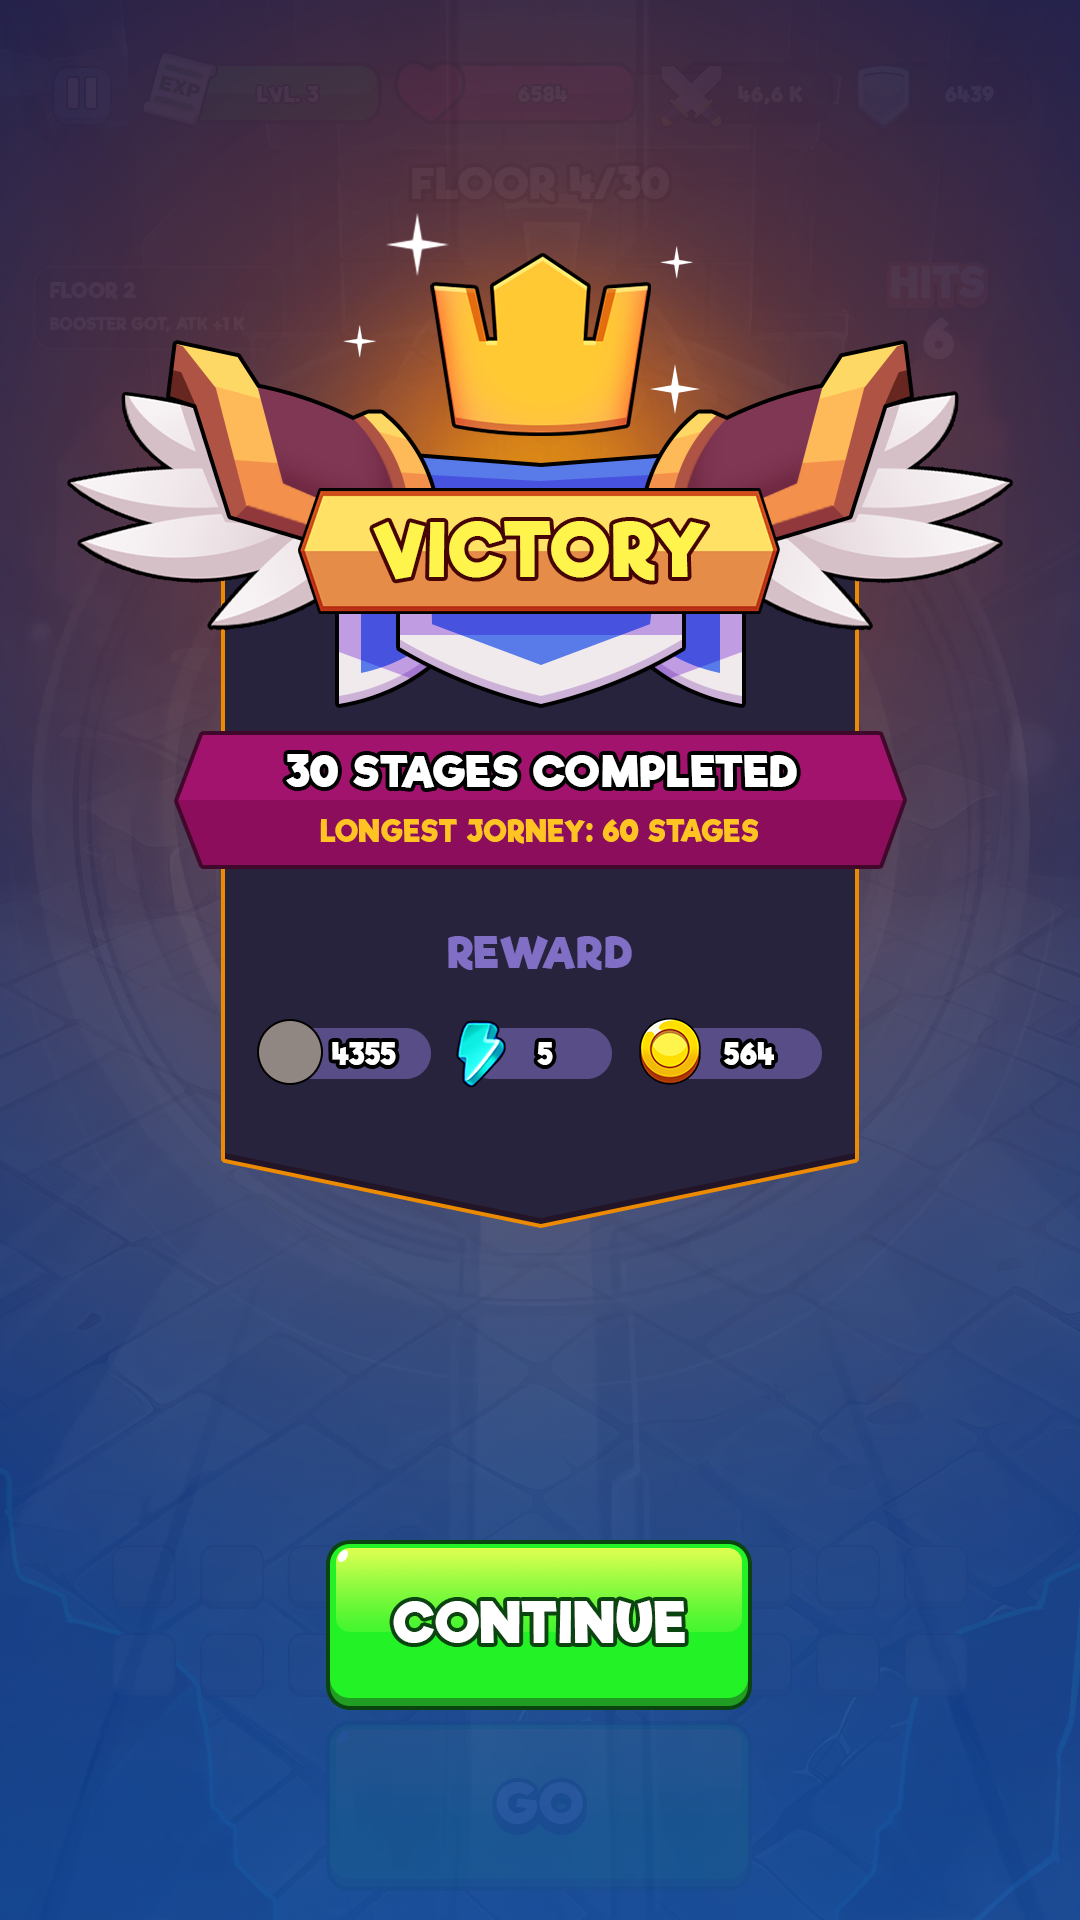 EXP
LVL. 3
6584
46,6 K
6439
FLOOR 4/30
FLOOR 2
BOOSTER GOT, ATK +1 K
HITS
6
VICTORY
30 STAGES COMPLETED
LONGEST JORNEY: 60 STAGES
REWARD
4355
5
564
CONTINUE
GO